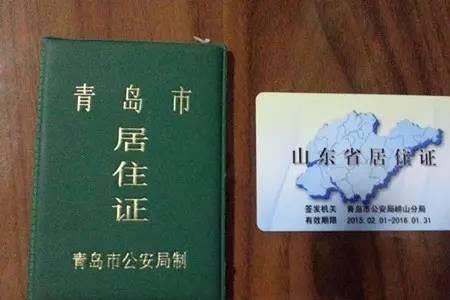 青岛市
居住证
青岛市公安局制
山东省居住证
签发机关 青岛市公安局崂山分局
有效期限 2015.02.01-2016.01.31